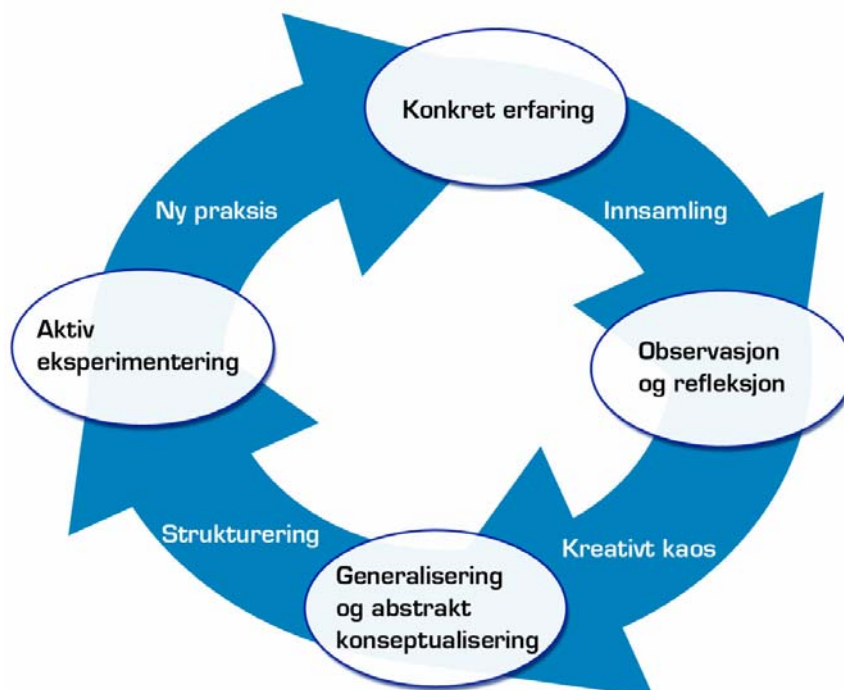 Konkret erfaring
Ny praksis
Innsamling
Aktiv
eksperimentering
Observasjon
og refleksjon
Strukturering
Kreativt kaos
Generalisering
og abstrakt
konseptualisering